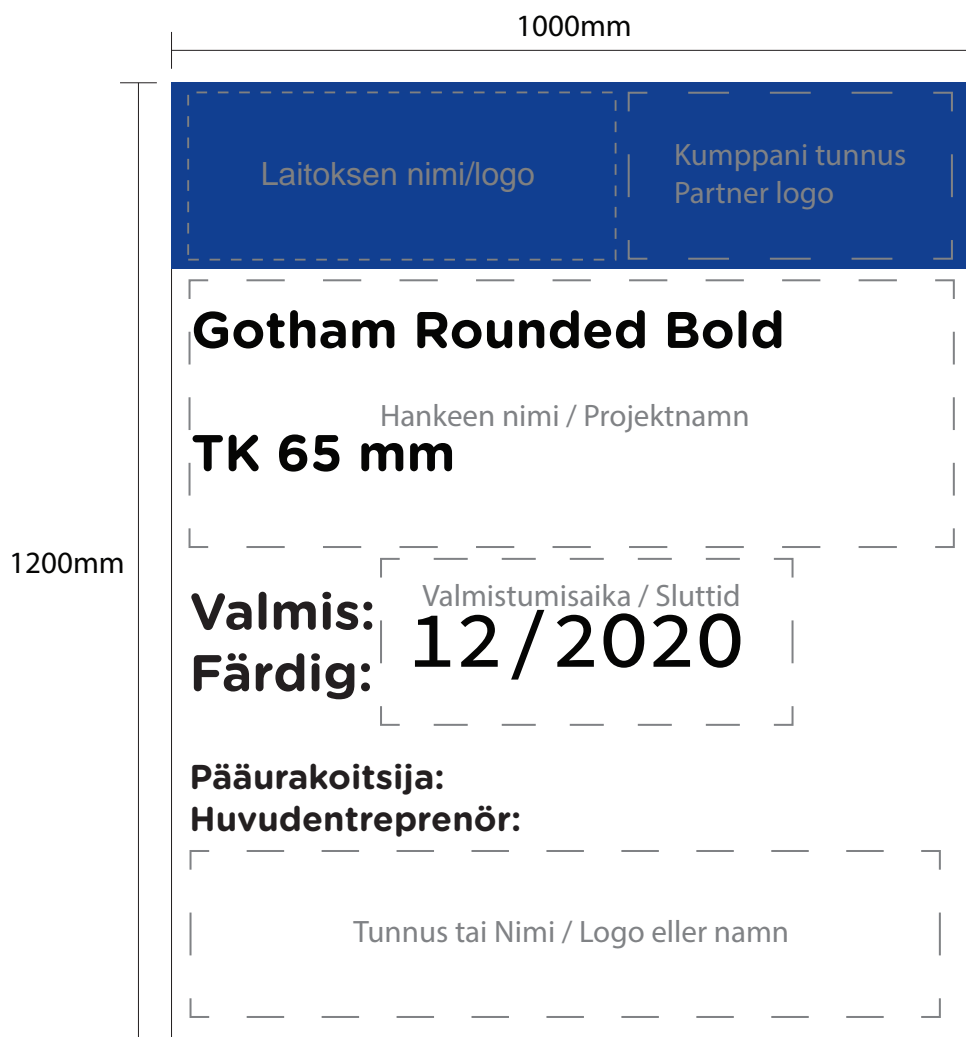 1000mm
Laitoksen nimi/logo
Kumppani tunnus
Partner logo
Gotham Rounded Bold
Hankeen nimi / Projektnamn
TK 65 mm
1200mm
Valmistumisaika / Sluttid
Valmis:
12/2020
Färdig:
Pääurakoitsija:
Huvudentreprenör:
Tunnus tai Nimi / Logo eller namn